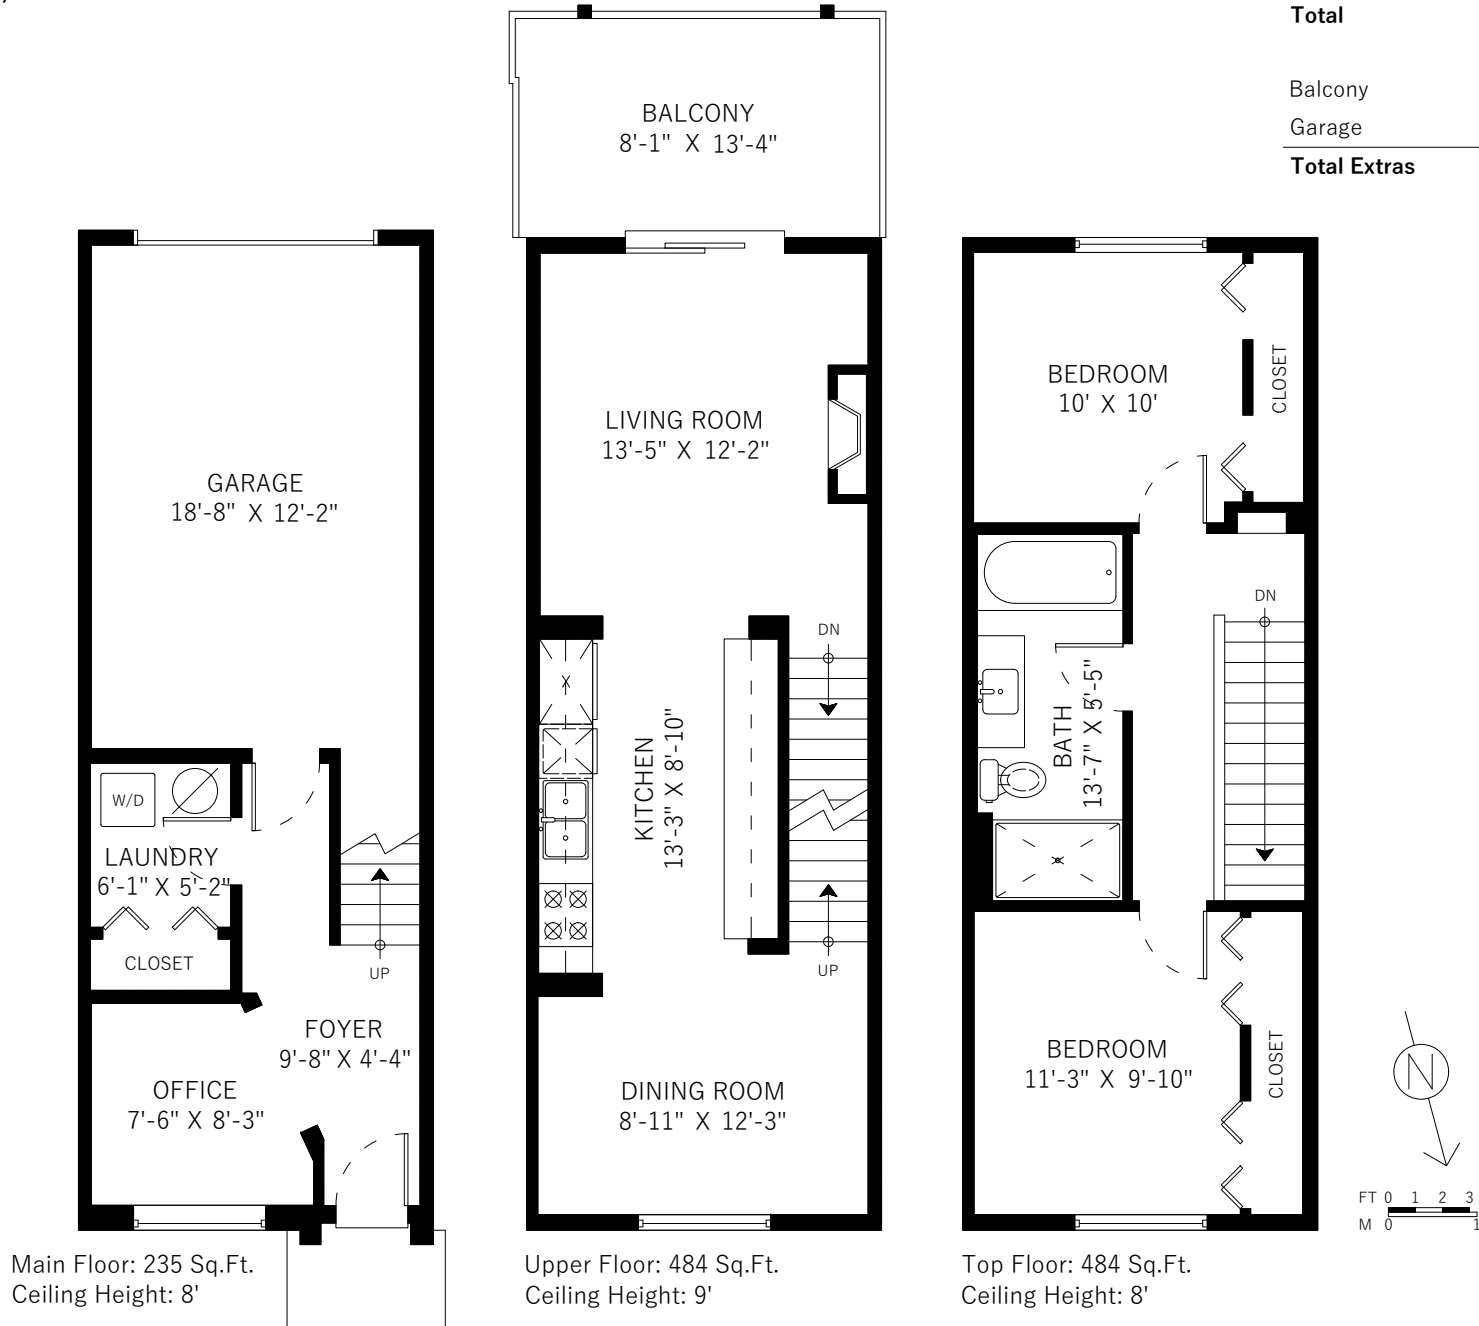 Total
Balcony
Garage
Total Extras
BALCONY
8'-1" X 13'-4"
GARAGE
18'-8" X 12'-2"
W/D
LAUNDRY
6'-1" X 5'-2"
CLOSET
UP
FOYER
9'-8" X 4'-4"
OFFICE
7'-6" X 8'-3"
Main Floor: 235 Sq.Ft.
Ceiling Height: 8'
LIVING ROOM
13'-5" X 12'-2"
DN
KITCHEN
13'-3" X 8'-10"
UP
DINING ROOM
8'-11" X 12'-3"
Upper Floor: 484 Sq.Ft.
Ceiling Height: 9'
BEDROOM
10' X 10'
CLOSET
DN
BATH
13'-7" X 5'-5"
BEDROOM
11'-3" X 9'-10"
CLOSET
Top Floor: 484 Sq.Ft.
Ceiling Height: 8'
N
FT 0 1 2 3
M 0 1